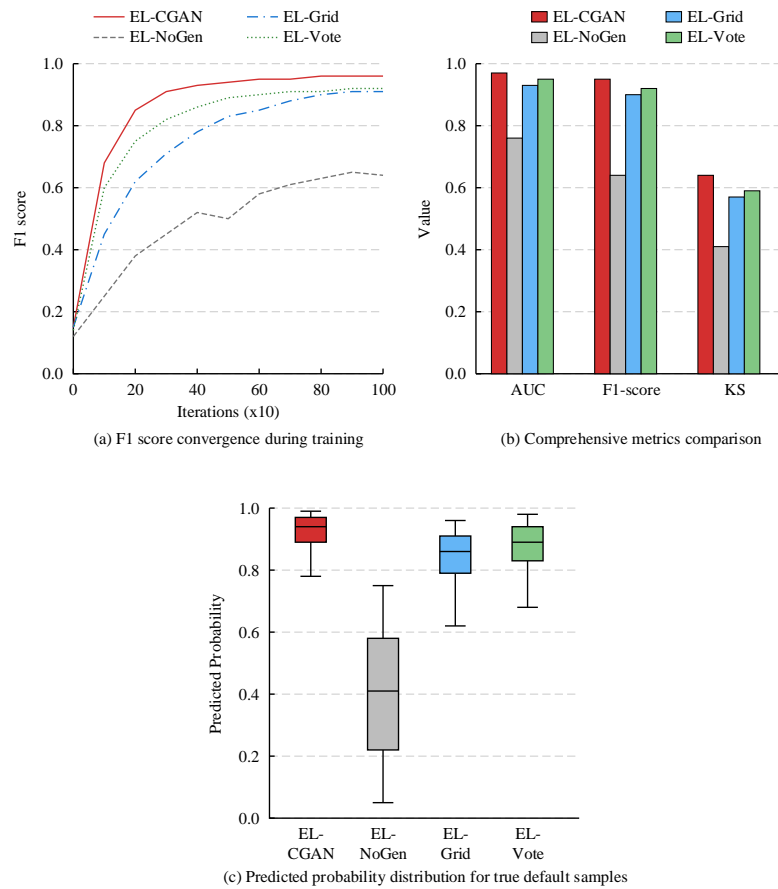 EL-CGAN EL-Grid
EL-NoGen EL-Vote
1.0
0.8
0.6
0.4
0.2
0.0
F1 score
0 20 40 60 80 100
Iterations (x10)
(a) F1 score convergence during training
EL-CGAN EL-Grid
EL-NoGen EL-Vote
1.0
0.8
0.6
0.4
0.2
0.0
Value
AUC F1-score KS
(b) Comprehensive metrics comparison
1.0
0.8
0.6
0.4
0.2
0.0
Predicted Probability
EL- EL- EL- EL-
CGAN NoGen Grid Vote
(c) Predicted probability distribution for true default samples